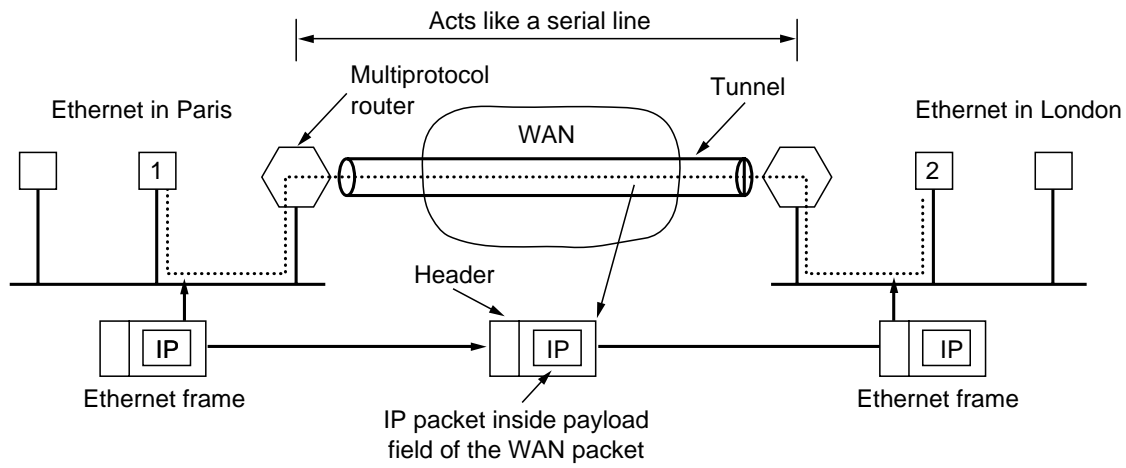 Acts like a serial line
Multiprotocol
router
Tunnel
Ethernet in Paris
Ethernet in London
WAN
1
2
Header
IP
IP
IP
Ethernet frame
Ethernet frame
IP packet inside payload
field of the WAN packet